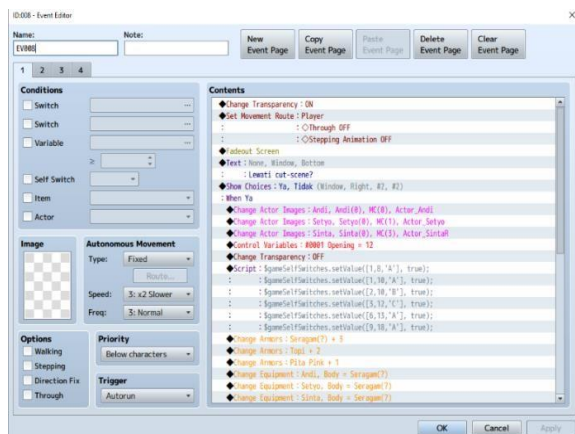 ID:008 - Event Editor
Name:
EV008
Note:
New Event Page
Copy Event Page
Paste Event Page
Delete Event Page
Clear Event Page
1 2 3 4
Conditions
Switch
Switch
Variable
≥
Self Switch
Item
Actor
Image
Autonomous Movement
Type: Fixed
Route...
Speed: 3: x2 Slower
Freq: 3: Normal
Options
Walking
Stepping
Direction Fix
Through
Priority
Below characters
Trigger
Autorun
Contents
◆Change Transparency : ON
◆Set Movement Route : Player
: : ◇Through OFF
: : ◇Stepping Animation OFF
◆Fadeout Screen
◆Text : None, Window, Bottom
: : Lewati cut-scene?
◆Show Choices : Ya, Tidak (Window, Right, #2, #2)
: When Ya
◆Change Actor Images : Andi, Andi(0), MC(0), Actor_Andi
◆Change Actor Images : Setyo, Setyo(0), MC(1), Actor_Setyo
◆Change Actor Images : Sinta, Sinta(0), MC(3), Actor_SintaR
◆Control Variables : #0001 Opening = 12
◆Change Transparency : OFF
◆Script : $gameSelfSwitches.setValue([1,8,'A'], true);
: : $gameSelfSwitches.setValue([1,10,'A'], true);
: : $gameSelfSwitches.setValue([2,10,'B'], true);
: : $gameSelfSwitches.setValue([3,12,'C'], true);
: : $gameSelfSwitches.setValue([6,13,'A'], true);
: : $gameSelfSwitches.setValue([9,18,'A'], true);
◆Change Armors : Seragam(?) + 3
◆Change Armors : Topi + 2
◆Change Armors : Pita Pink + 1
◆Change Equipment : Andi, Body = Seragam(?)
◆Change Equipment : Setyo, Body = Seragam(?)
◆Change Equipment : Sinta, Body = Seragam(?)
OK
Cancel
Apply